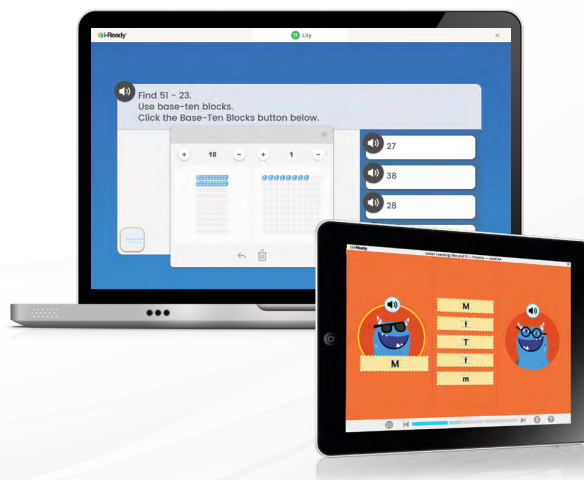 i-Ready
Lily
×
Find 51 – 23.
Use base-ten blocks.
Click the Base-Ten Blocks button below.
×
+ 10 – + 1 –
27
38
28
i-Ready
M
t
T
t
m
M